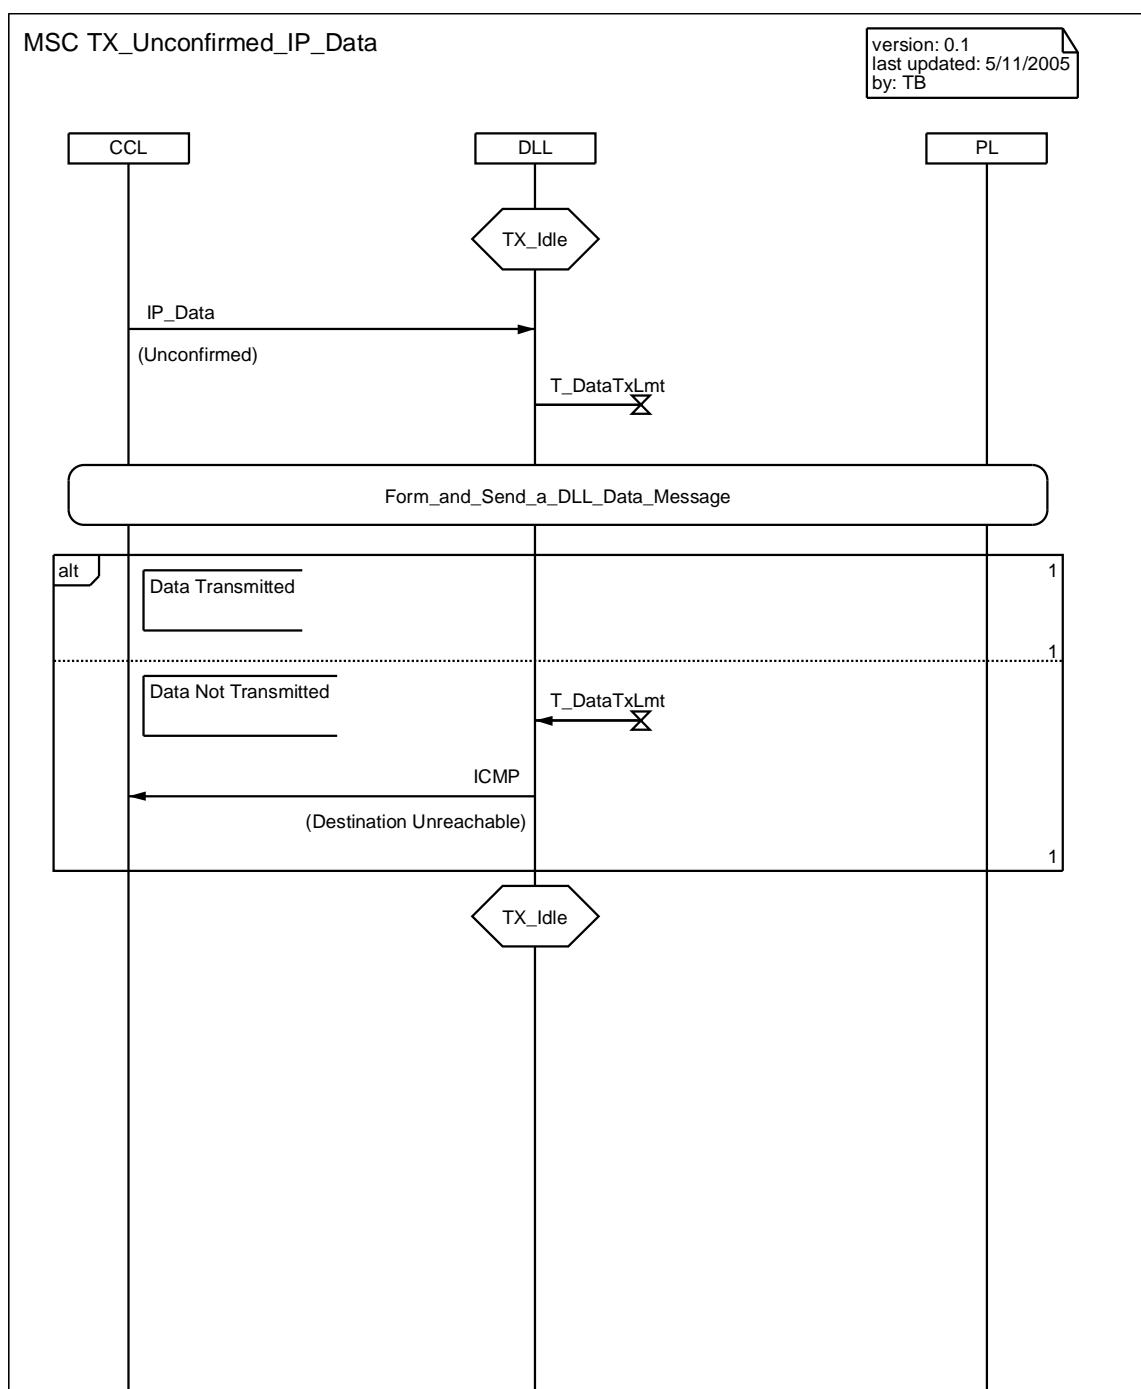 MSC TX_Unconfirmed_IP_Data
version: 0.1
last updated: 5/11/2005
by: TB
CCL
DLL
PL
TX_Idle
IP_Data
(Unconfirmed)
T_DataTxLmt
Form_and_Send_a_DLL_Data_Message
alt
Data Transmitted
1
1
Data Not Transmitted
T_DataTxLmt
ICMP
(Destination Unreachable)
1
TX_Idle